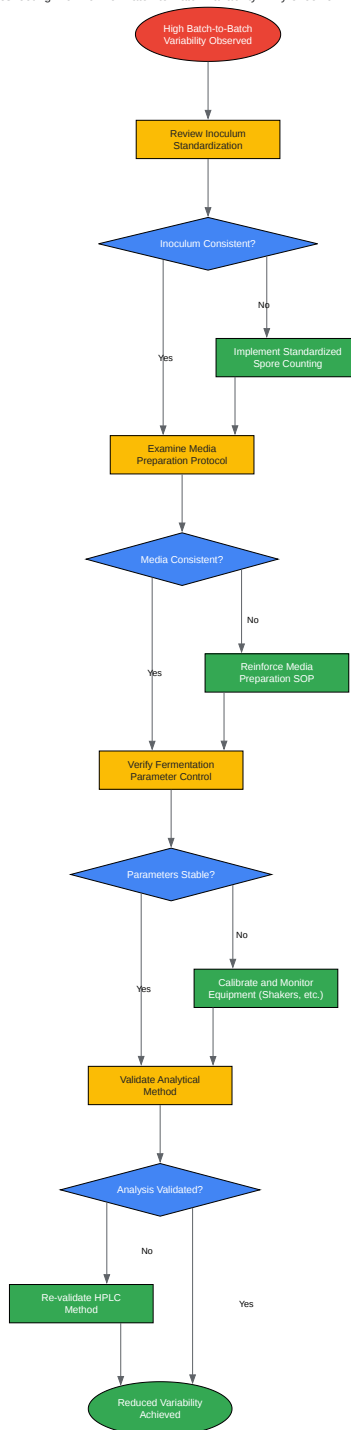 High Batch-to-Batch
Variability Observed
Review Inoculum
Standardization
Inoculum Consistent?
No
Implement Standardized
Spore Counting
Yes
Examine Media
Preparation Protocol
Media Consistent?
No
Reinforce Media
Preparation SOP
Yes
Verify Fermentation
Parameter Control
Parameters Stable?
No
Calibrate and Monitor
Equipment (Shakers, etc.)
Yes
Validate Analytical
Method
Analysis Validated?
No
Re-validate HPLC
Method
Yes
Reduced Variability
Achieved